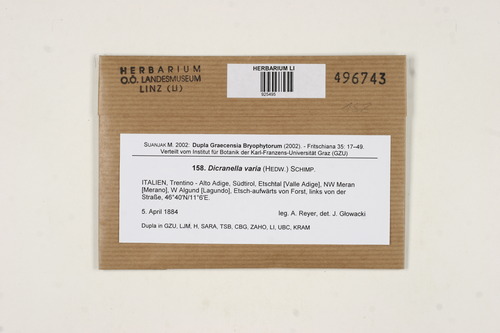 HERBARIUM
O.Ö. LANDESMUSEUM
LINZ (LI)
HERBARIUM LI
925495
496743
SUANJAK M. 2002: Dupla Graecensia Bryophytorum (2002). - Fritschiana 35: 17–49.
Verteilt vom Institut für Botanik der Karl-Franzens-Universität Graz (GZU)
158. Dicranella varia (HEDW.) SCHIMP.
ITALIEN, Trentino - Alto Adige, Südtirol, Etschtal [Valle Adige], NW Meran
[Merano], W Algund [Lagundo], Etsch-aufwärts von Forst, links von der
Straße, 46°40'N/11°6'E.
5. April 1884
leg. A. Reyer, det. J. Głowacki
Dupla in GZU, LJM, H, SARA, TSB, CBG, ZAHO, LI, UBC, KRAM